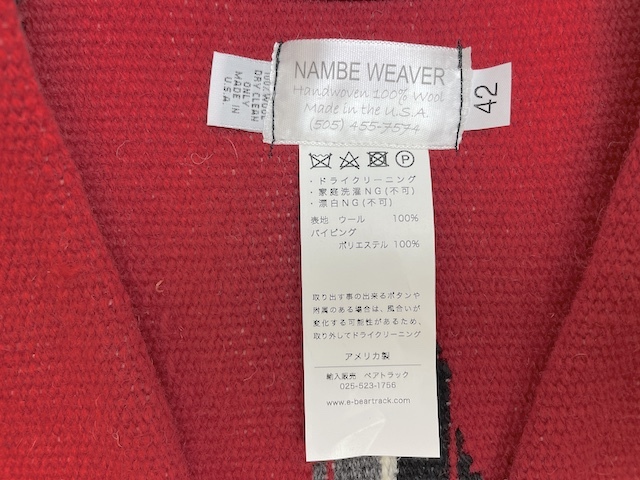 NAMBE WEAVER
Handwoven 100% Wool
Made in the U.S.A.
(505) 455-7574
42
100% WOOL
DRY CLEAN
ONLY
MADE IN
U.S.A.
P
・ドライクリーニング
・家庭洗濯NG(不可)
・漂白NG(不可)
表地 ウール 100%
パイピング
ポリエステル 100%
取り出す事の出来るボタンや
附属のある場合は、風合いが
変化する可能性があるため、
取り外してドライクリーニング
アメリカ製
輸入販売 ベアトラック
025-523-1756
www.e-beartrack.com